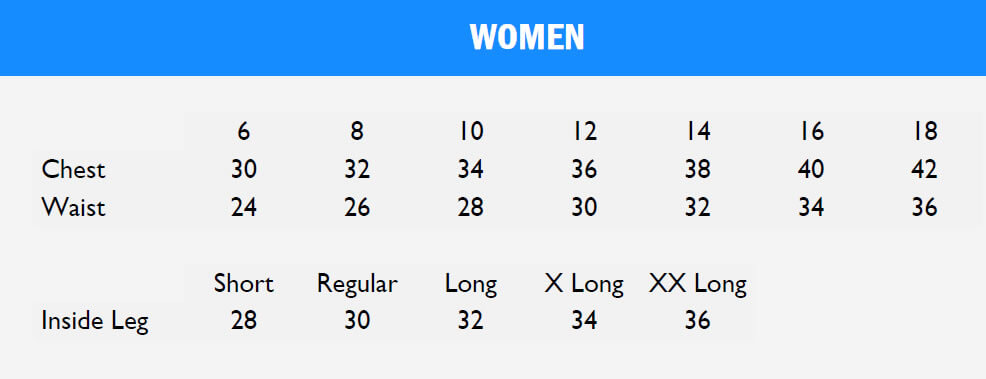 WOMEN
6 8 10 12 14 16 18
Chest 30 32 34 36 38 40 42
Waist 24 26 28 30 32 34 36
Short Regular Long X Long XX Long
Inside Leg 28 30 32 34 36